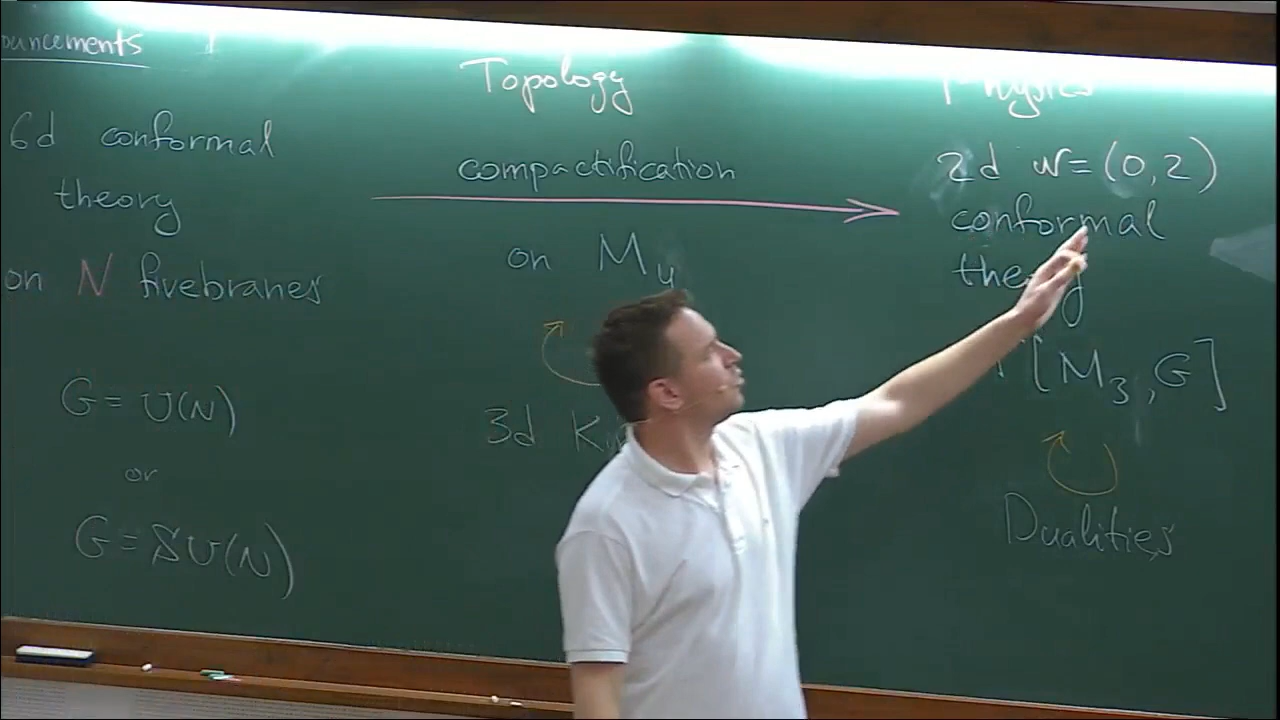 ouncements
6d conformal
theory
on N fivebranes
G = U(N)
or
G = SU(N)
Topology
compactification
on M₄
3d
Physics
2d N=(0,2)
conformal
[M₃, G]
Dualities